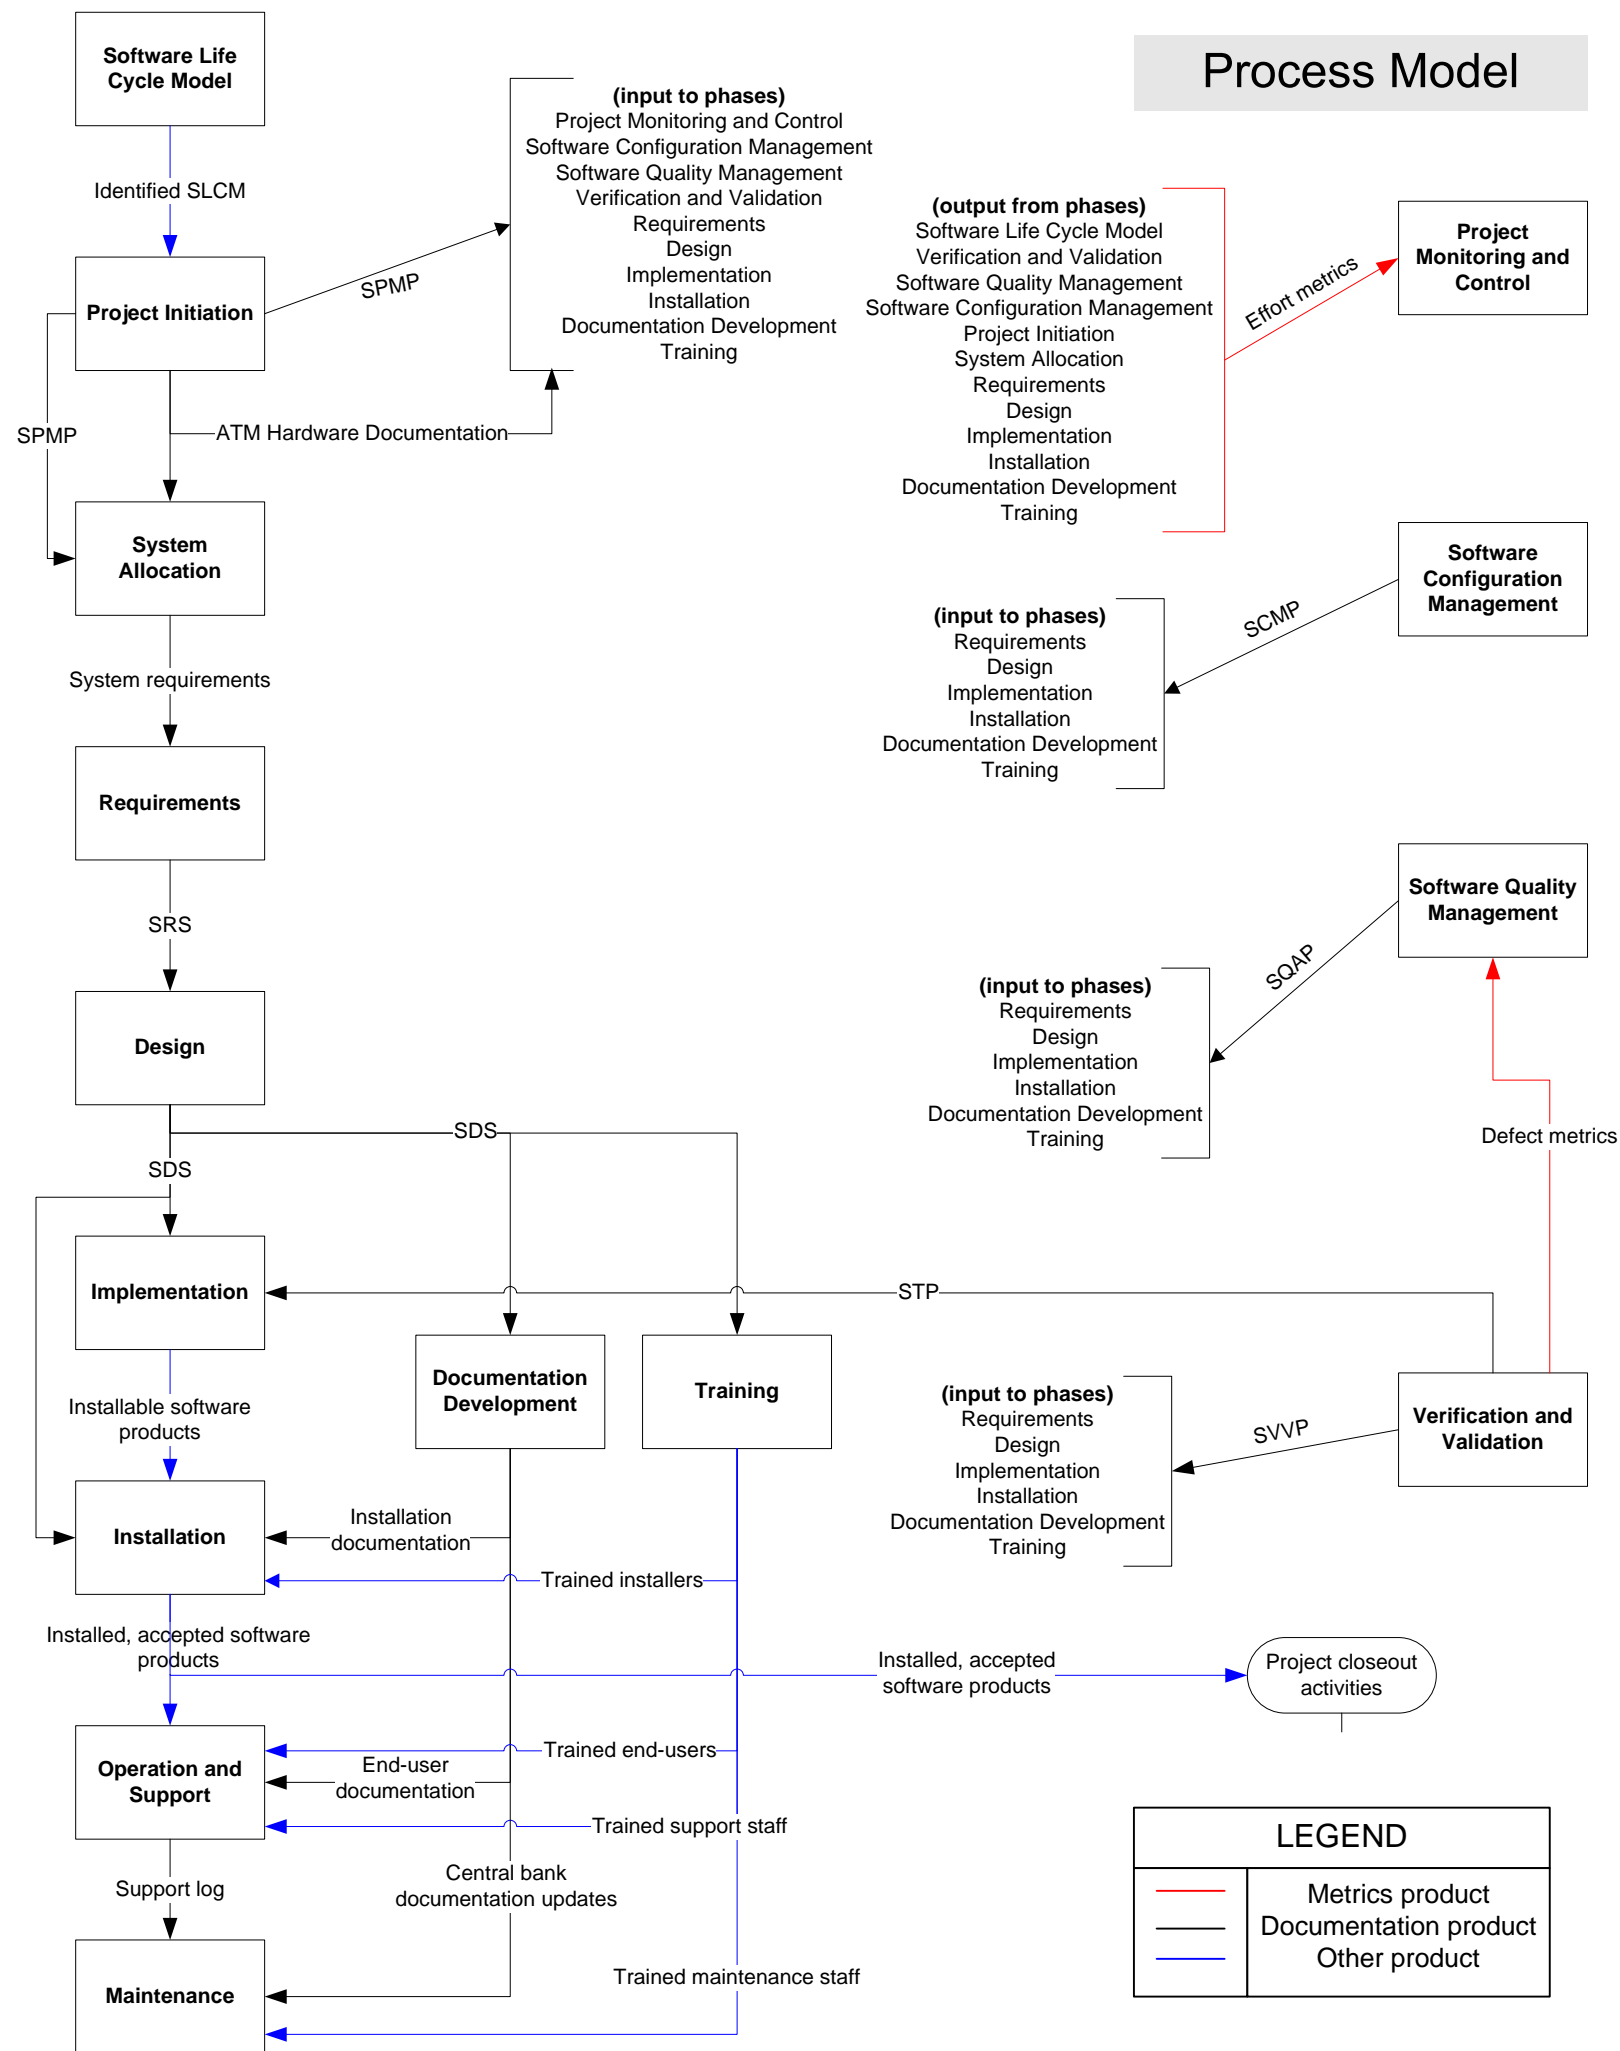 Software Life
Cycle Model
Process Model
Identified SLCM
(input to phases)
Project Monitoring and Control
Software Configuration Management
Software Quality Management
Verification and Validation
Requirements
Design
Implementation
Installation
Documentation Development
Training
SPMP
Project Initiation
(output from phases)
Software Life Cycle Model
Verification and Validation
Software Quality Management
Software Configuration Management
Project Initiation
System Allocation
Requirements
Design
Implementation
Installation
Documentation Development
Training
Effort metrics
Project
Monitoring and
Control
SPMP
ATM Hardware Documentation
System
Allocation
Software
Configuration
Management
SCMP
(input to phases)
Requirements
Design
Implementation
Installation
Documentation Development
Training
System requirements
Requirements
SRS
Software Quality
Management
SQAP
(input to phases)
Requirements
Design
Implementation
Installation
Documentation Development
Training
Design
SDS
SDS
Defect metrics
Implementation
STP
Documentation
Development
Training
(input to phases)
Requirements
Design
Implementation
Installation
Documentation Development
Training
SVVP
Verification and
Validation
Installable software
products
Installation
Installation
documentation
Trained installers
Installed, accepted software
products
Installed, accepted
software products
Project closeout
activities
Operation and
Support
Trained end-users
End-user
documentation
Trained support staff
Support log
Central bank
documentation updates
Maintenance
Trained maintenance staff
LEGEND
Metrics product
Documentation product
Other product